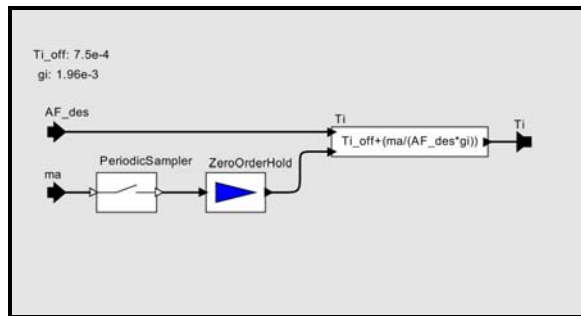 Ti_off: 7.5e-4
gi: 1.96e-3
AF_des
Ti
Ti_off+(ma/(AF_des*gi))
Ti
ma
PeriodicSampler
ZeroOrderHold